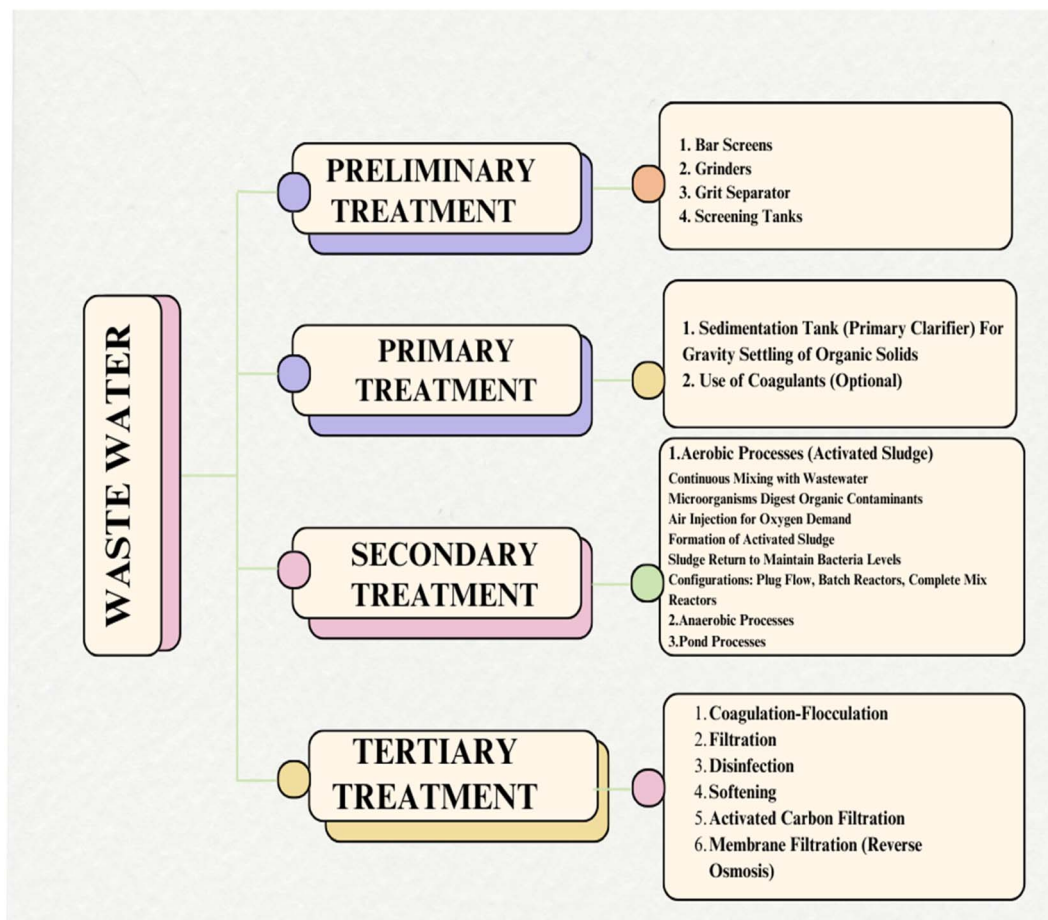 WASTE WATER
PRELIMINARY
TREATMENT
1. Bar Screens
2. Grinders
3. Grit Separator
4. Screening Tanks
PRIMARY
TREATMENT
1. Sedimentation Tank (Primary Clarifier) For
Gravity Settling of Organic Solids
2. Use of Coagulants (Optional)
SECONDARY
TREATMENT
1.Aerobic Processes (Activated Sludge)
Continuous Mixing with Wastewater
Microorganisms Digest Organic Contaminants
Air Injection for Oxygen Demand
Formation of Activated Sludge
Sludge Return to Maintain Bacteria Levels
Configurations: Plug Flow, Batch Reactors, Complete Mix
Reactors
2.Anaerobic Processes
3.Pond Processes
TERTIARY
TREATMENT
1. Coagulation-Flocculation
2. Filtration
3. Disinfection
4. Softening
5. Activated Carbon Filtration
6. Membrane Filtration (Reverse
Osmosis)